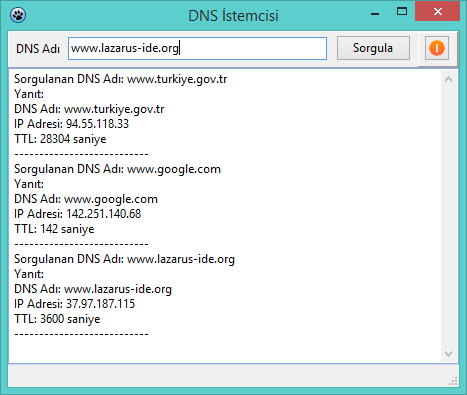 DNS İstemcisi
DNS Adı www.lazarus-ide.org Sorgula
Sorgulanan DNS Adı: www.turkiye.gov.tr
Yanıt:
DNS Adı: www.turkiye.gov.tr
IP Adresi: 94.55.118.33
TTL: 28304 saniye
---------------------------
Sorgulanan DNS Adı: www.google.com
Yanıt:
DNS Adı: www.google.com
IP Adresi: 142.251.140.68
TTL: 142 saniye
---------------------------
Sorgulanan DNS Adı: www.lazarus-ide.org
Yanıt:
DNS Adı: www.lazarus-ide.org
IP Adresi: 37.97.187.115
TTL: 3600 saniye
---------------------------